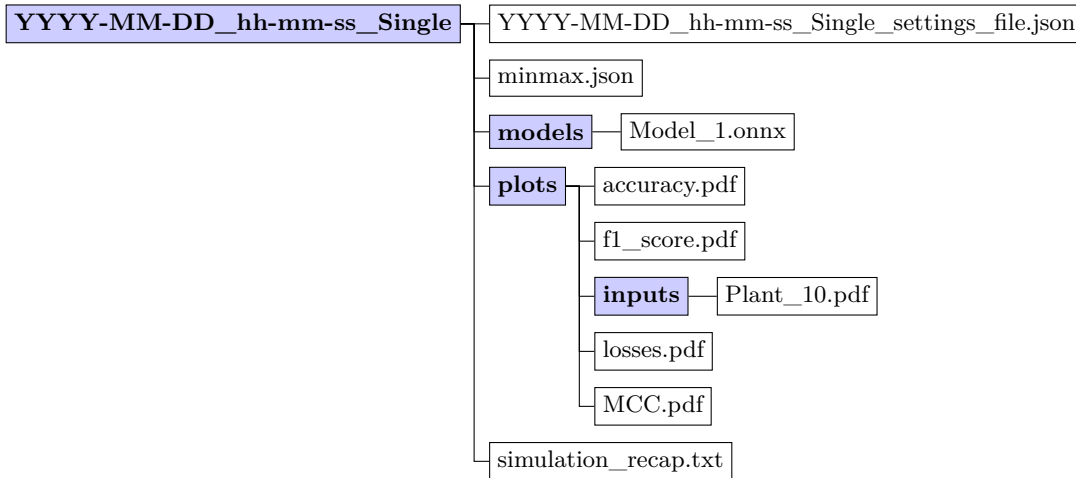 YYYY-MM-DD_hh-mm-ss_Single YYYY-MM-DD_hh-mm-ss_Single_settings_file.json
minmax.json
models Model_1.onnx
plots accuracy.pdf
f1_score.pdf
inputs Plant_10.pdf
losses.pdf
MCC.pdf
simulation_recap.txt